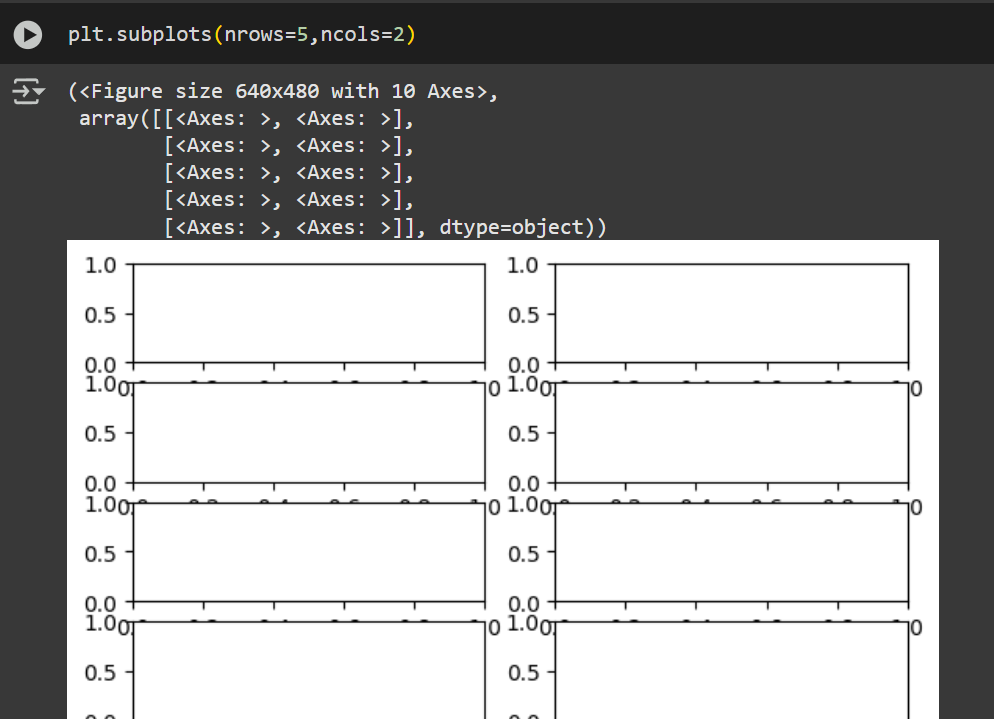 plt.subplots(nrows=5,ncols=2)
(<Figure size 640x480 with 10 Axes>,
array([[<Axes: >, <Axes: >],
[<Axes: >, <Axes: >],
[<Axes: >, <Axes: >],
[<Axes: >, <Axes: >],
[<Axes: >, <Axes: >]], dtype=object))
1.0 1.0
0.5 0.5
0.0 0.0
1.0 1.0
0.5 0.5
0.0 0.0
1.0 1.0
0.5 0.5
0.0 0.0
1.0 1.0
0.5 0.5